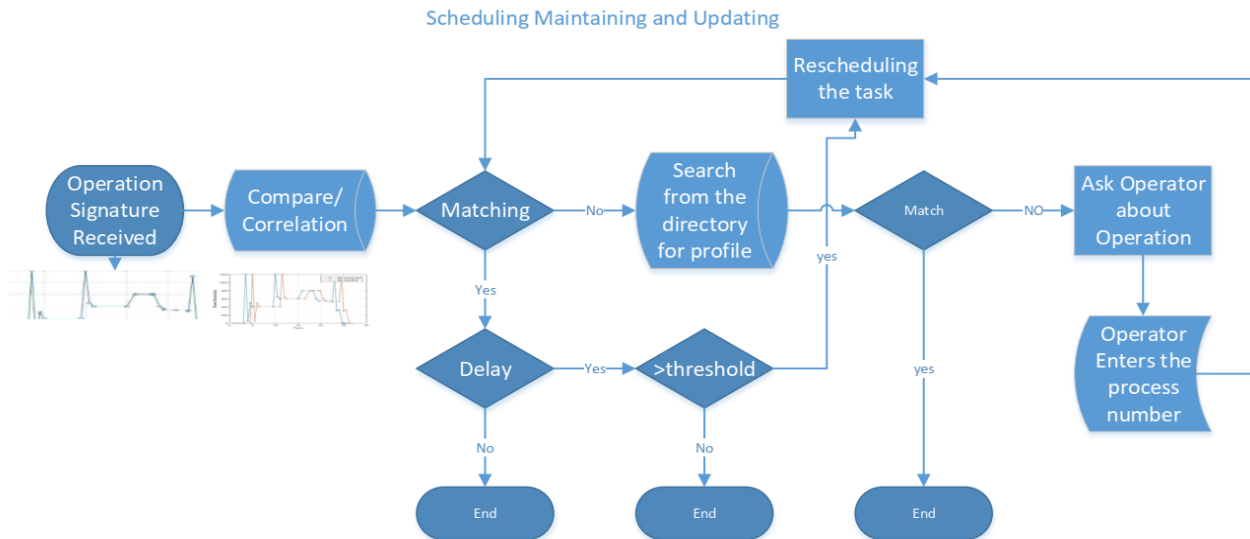 Scheduling Maintaining and Updating
Rescheduling
the task
Operation
Signature
Received
Compare/
Correlation
Matching
No
Search
from the
directory
for profile
yes
Match
NO
Ask Operator
about
Operation
Yes
Delay
Yes
>threshold
yes
Operator
Enters the
process
number
No
No
End
End
End